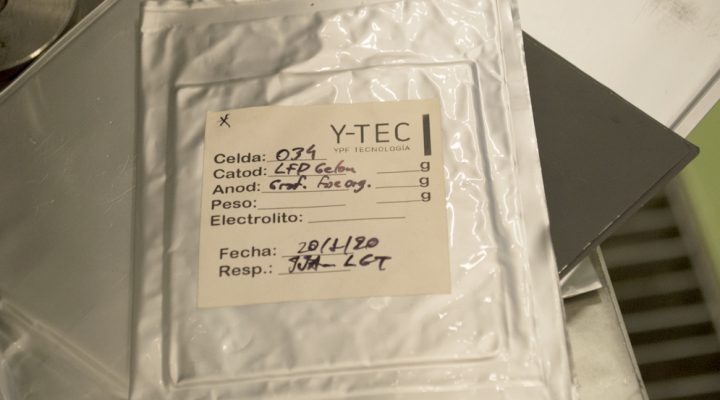 Y-TEC
YPF TECNOLOGÍA
Celda: 034
Catod: LFP Gelon g
Anod: Graf. g
Peso: g
Electrolito:
Fecha: 20/1/20
Resp.: LCT